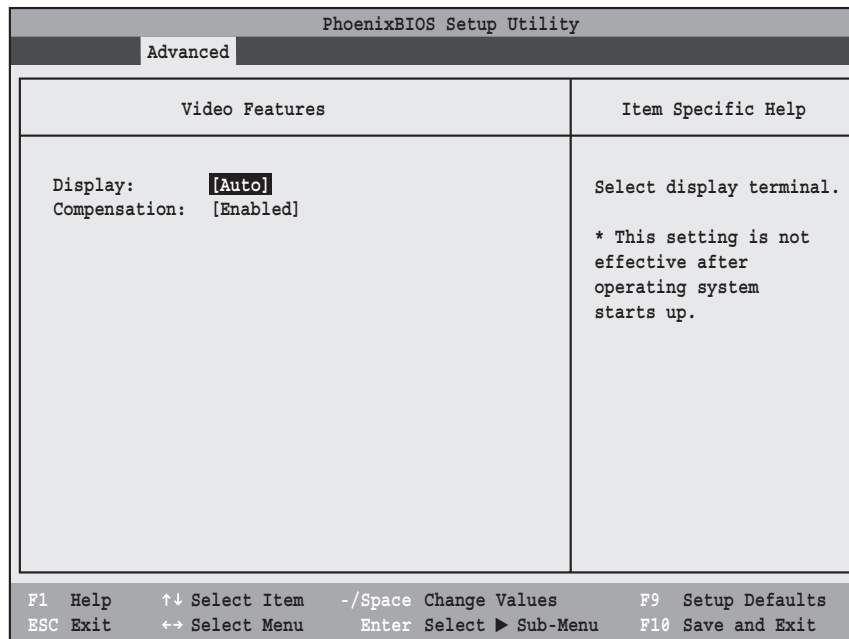 PhoenixBIOS Setup Utility
Advanced
Video Features
Item Specific Help
Display: [Auto]
Compensation: [Enabled]
Select display terminal.
* This setting is not
effective after
operating system
starts up.
F1 Help ↑↓ Select Item -/Space Change Values F9 Setup Defaults
ESC Exit ←→ Select Menu Enter Select ▶ Sub-Menu F10 Save and Exit